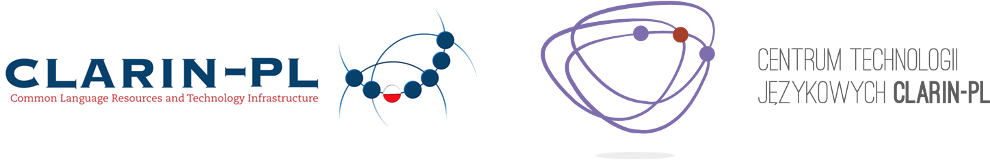 CLARIN-PL
Common Language Resources and Technology Infrastructure
CENTRUM TECHNOLOGII
JĘZYKOWYCH CLARIN-PL